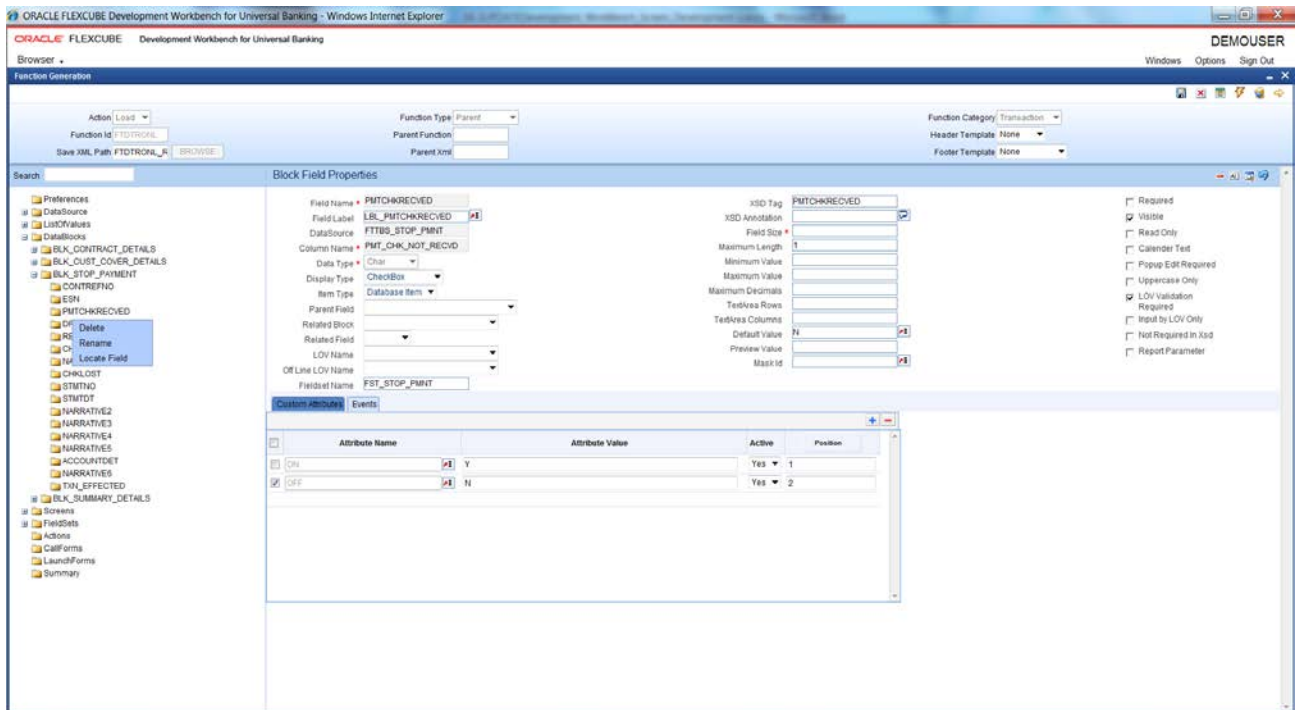 ORACLE FLEXCUBE Development Workbench for Universal Banking - Windows Internet Explorer
ORACLE FLEXCUBE Development Workbench for Universal Banking
DEMOUSER
Browser
Windows Options Sign Out
Function Generation
Action Load
Function Type Parent
Function Category Transaction
Function Id FTDTRONL
Parent Function
Header Template None
Save XML Path FTDTRONL_R BROWSE
Parent Xml
Footer Template None
Search
Block Field Properties
Preferences
DataSource
ListOfValues
DataBlocks
BLK_CONTRACT_DETAILS
BLK_CUST_COVER_DETAILS
BLK_STOP_PAYMENT
CONTREFNO
ESN
PMTCHKRECVED
Delete
Rename
Locate Field
CHKLOST
STMTNO
STMTDT
NARRATIVE2
NARRATIVE3
NARRATIVE4
NARRATIVE5
ACCOUNTDET
NARRATIVE6
TXN_EFFECTED
BLK_SUMMARY_DETAILS
Screens
FieldSets
Actions
CallForms
LaunchForms
Summary
Field Name * PMTCHKRECVED
Field Label LBL_PMTCHKRECVED
DataSource FTTBS_STOP_PMNT
Column Name * PMT_CHK_NOT_RECVD
Data Type * Char
Display Type CheckBox
Item Type Database Item
Parent Field
Related Block
Related Field
LOV Name
Off Line LOV Name
Fieldset Name FST_STOP_PMNT
XSD Tag PMTCHKRECVED
XSD Annotation
Field Size *
Maximum Length 1
Minimum Value
Maximum Value
Maximum Decimals
TextArea Rows
TextArea Columns
Default Value N
Preview Value
Mask Id
Required
Visible
Read Only
Calender Text
Popup Edit Required
Uppercase Only
LOV Validation Required
Input by LOV Only
Not Required In Xsd
Report Parameter
Custom Attributes Events
Attribute Name Attribute Value Active Position
ON Y Yes 1
OFF N Yes 2